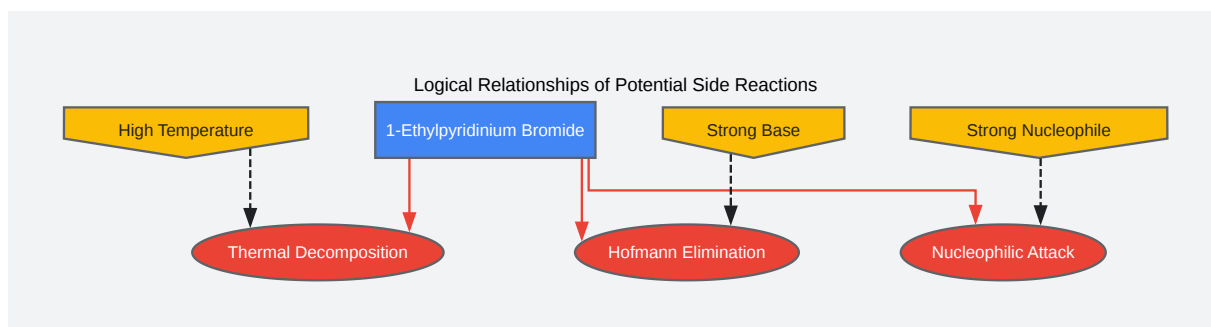 Logical Relationships of Potential Side Reactions
High Temperature
1-Ethylpyridinium Bromide
Strong Base
Strong Nucleophile
Thermal Decomposition
Hofmann Elimination
Nucleophilic Attack